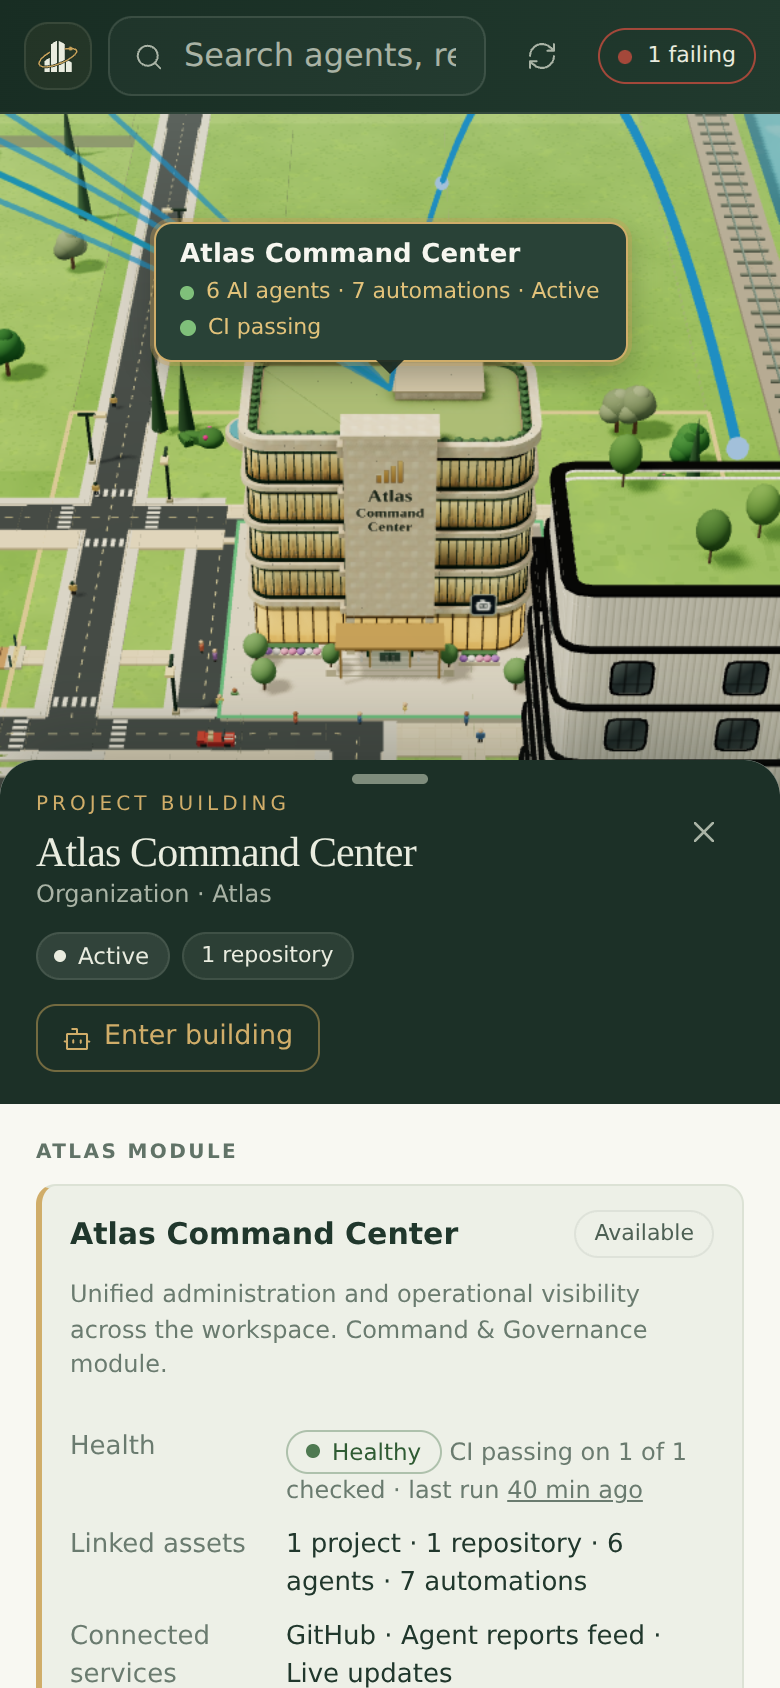 Search agents, re
1 failing
Atlas Command Center
6 AI agents · 7 automations · Active
CI passing
Atlas
Command
Center
PROJECT BUILDING
Atlas Command Center
Organization · Atlas
Active
1 repository
Enter building
ATLAS MODULE
Atlas Command Center
Available
Unified administration and operational visibility
across the workspace. Command & Governance
module.
Health
Healthy CI passing on 1 of 1
checked · last run 40 min ago
Linked assets
1 project · 1 repository · 6
agents · 7 automations
Connected
services
GitHub · Agent reports feed ·
Live updates